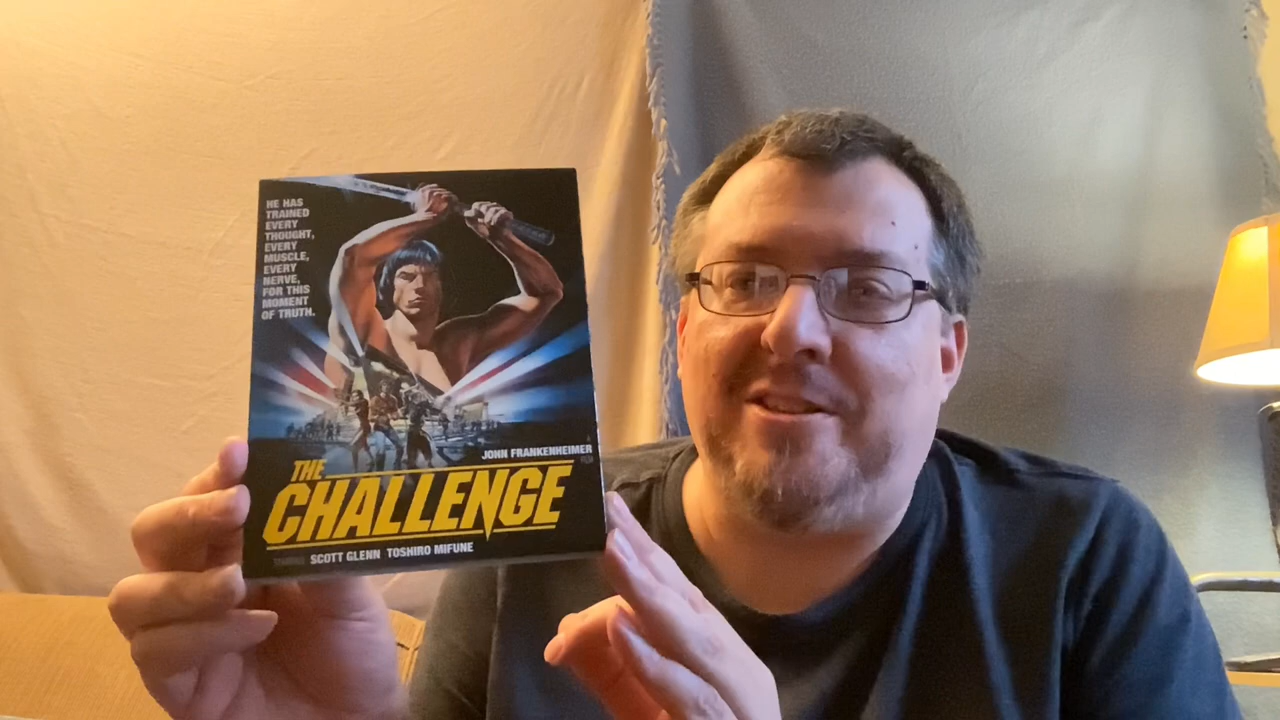 HE HAS
TRAINED
EVERY
THOUGHT,
EVERY
MUSCLE,
EVERY
NERVE,
FOR THIS
MOMENT
OF TRUTH.
JOHN FRANKENHEIMER
THE
CHALLENGE
SCOTT GLENN TOSHIRO MIFUNE